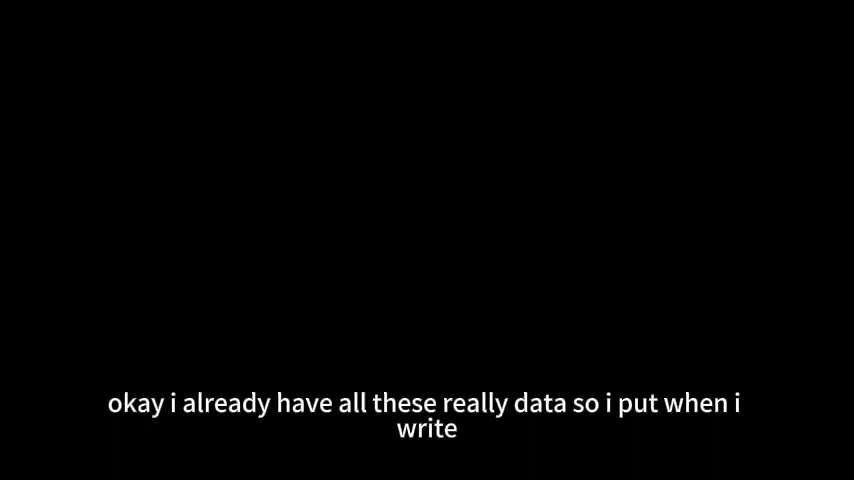 okay i already have all these really data so i put when i
write